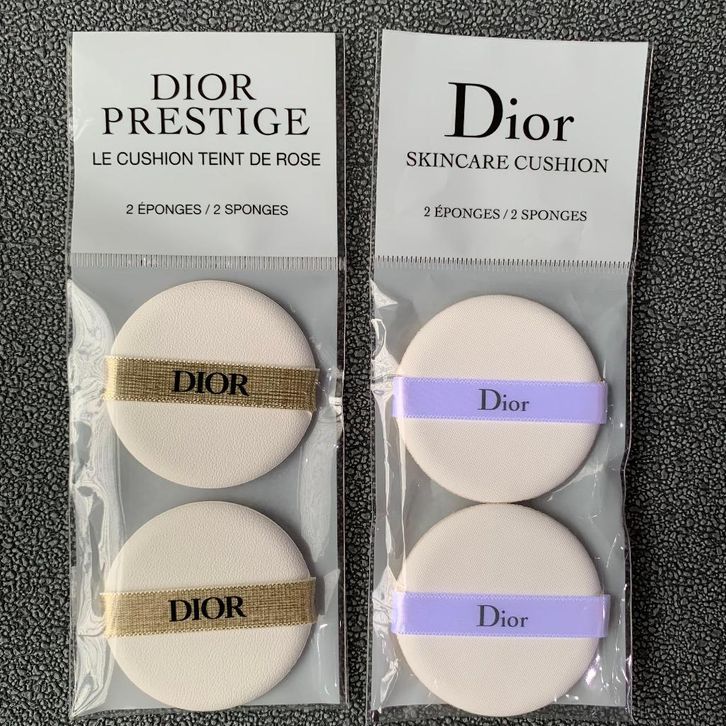 DIOR
PRESTIGE
LE CUSHION TEINT DE ROSE
2 ÉPONGES / 2 SPONGES
DIOR
DIOR
Dior
SKINCARE CUSHION
2 ÉPONGES / 2 SPONGES
Dior
Dior